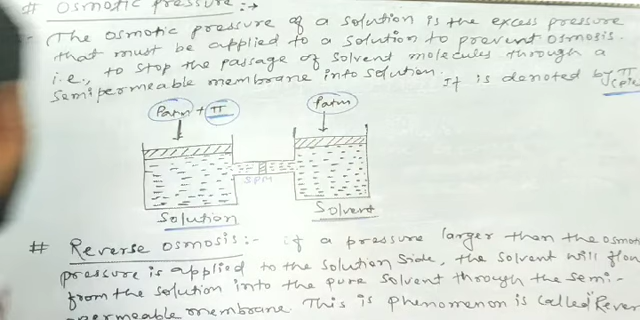 # Osmotic pressure :→
- The osmotic pressure of a solution is the excess pressure
that must be applied to a solution to prevent osmosis.
i.e., to stop the passage of solvent molecules through a
semipermeable membrane into solution. It is denoted by π
(pie
Patm + π
Patm
SPM
Solution
Solvent
# Reverse osmosis :- if a pressure larger than the osmot
pressure is applied to the solution side, the solvent will flow
from the solution into the pure solvent through the semi-
permeable membrane. This is phenomenon is called Rever